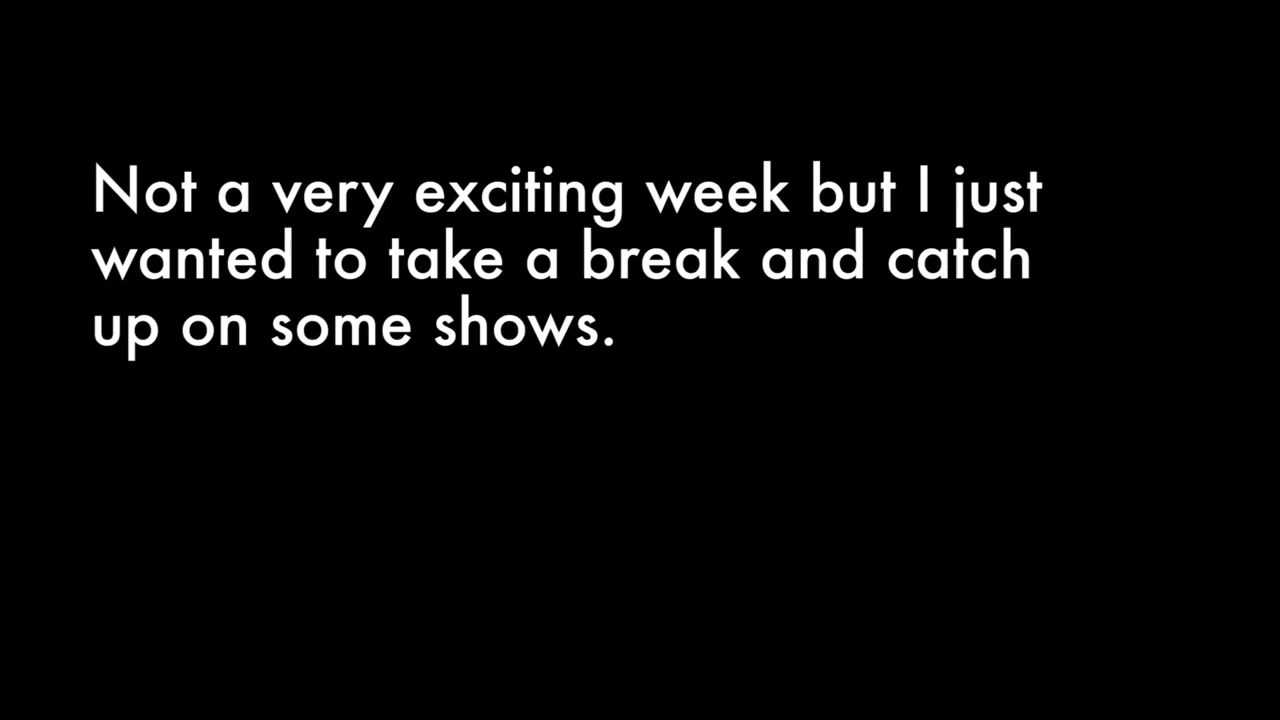 Not a very exciting week but I just
wanted to take a break and catch
up on some shows.